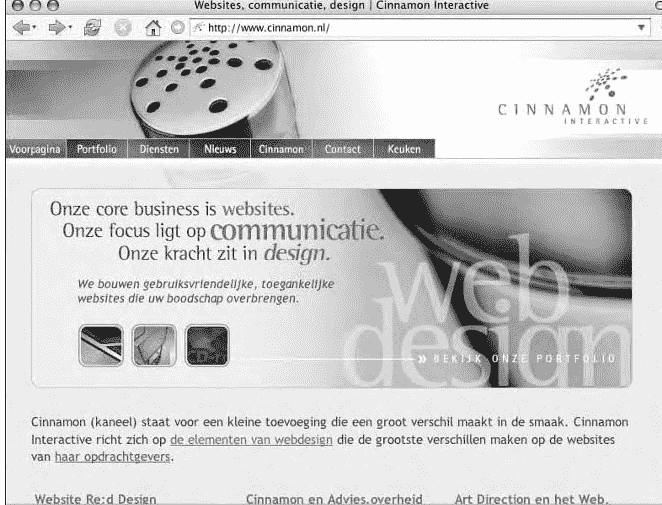 Websites, communicatie, design | Cinnamon Interactive
http://www.cinnamon.nl/
CINNAMON
INTERACTIVE
Voorpagina Portfolio Diensten Nieuws Cinnamon Contact Keuken
Onze core business is websites.
Onze focus ligt op communicatie.
Onze kracht zit in design.
We bouwen gebruiksvriendelijke, toegankelijke
websites die uw boodschap overbrengen.
web
design
» BEKIJK ONZE PORTFOLIO
Cinnamon (kaneel) staat voor een kleine toevoeging die een groot verschil maakt in de smaak. Cinnamon
Interactive richt zich op de elementen van webdesign die de grootste verschillen maken op de websites
van haar opdrachtgevers.
Website Re:d Design Cinnamon en Advies.overheid Art Direction en het Web.